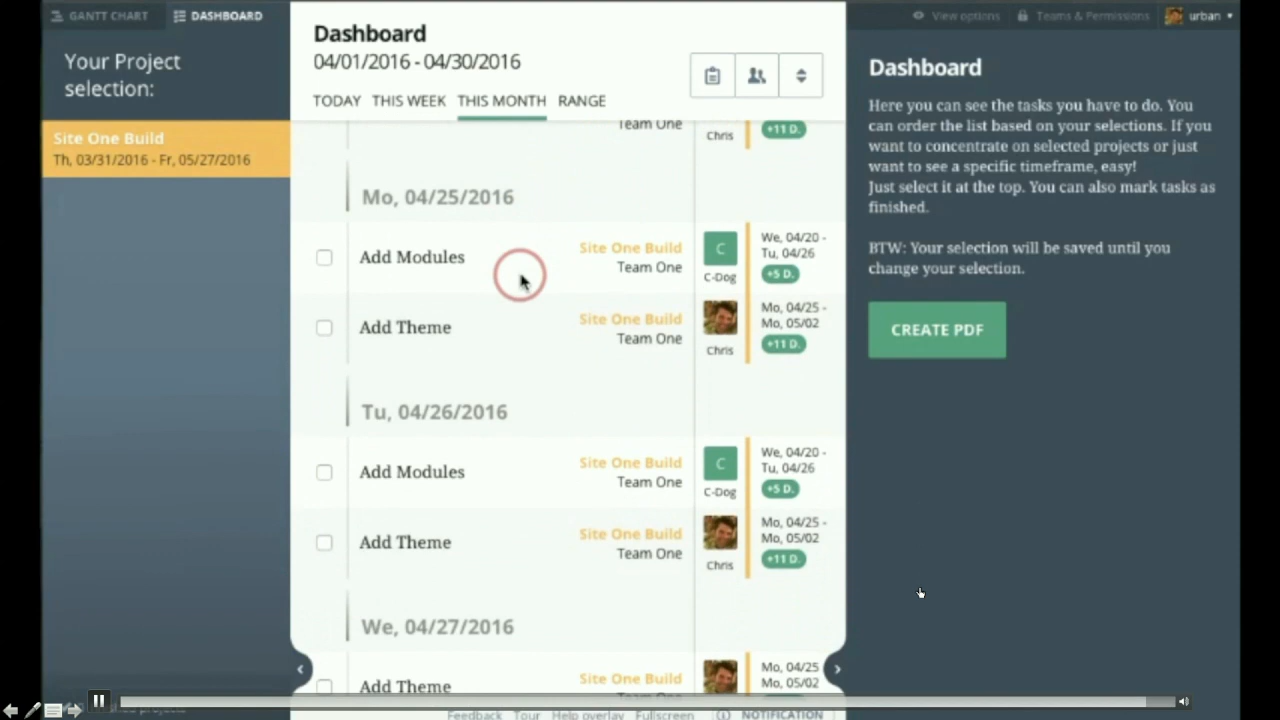 GANTT CHART
DASHBOARD
Your Project
selection:
Site One Build
Th, 03/31/2016 - Fr, 05/27/2016
Dashboard
04/01/2016 - 04/30/2016
TODAY THIS WEEK THIS MONTH RANGE
Team One
Chris
+11 D.
Mo, 04/25/2016
Add Modules
Site One Build
Team One
C
C-Dog
We, 04/20 -
Tu, 04/26
+5 D.
Add Theme
Site One Build
Team One
Chris
Mo, 04/25 -
Mo, 05/02
+11 D.
Tu, 04/26/2016
Add Modules
Site One Build
Team One
C
C-Dog
We, 04/20 -
Tu, 04/26
+5 D.
Add Theme
Site One Build
Team One
Chris
Mo, 04/25 -
Mo, 05/02
+11 D.
We, 04/27/2016
Add Theme
Site One Build
Team One
Mo, 04/25
Mo, 05/02
Feedback Tour Help overlay Fullscreen
NOTIFICATION
View options
Teams & Permissions
urban
Dashboard
Here you can see the tasks you have to do. You
can order the list based on your selections. If you
want to concentrate on selected projects or just
want to see a specific timeframe, easy!
Just select it at the top. You can also mark tasks as
finished.
BTW: Your selection will be saved until you
change your selection.
CREATE PDF